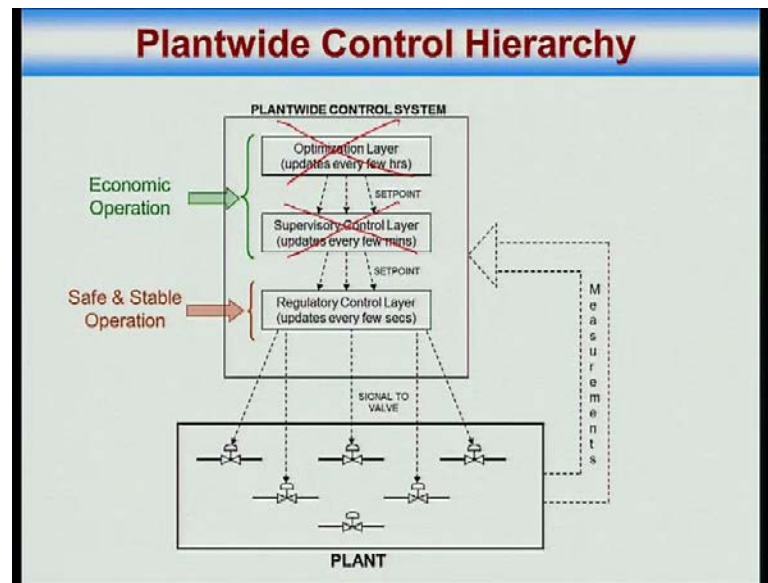 Plantwide Control Hierarchy
PLANTWIDE CONTROL SYSTEM
Optimization Layer
(updates every few hrs)
SETPOINT
Economic
Operation
Supervisory Control Layer
(updates every few mins)
SETPOINT
Safe & Stable
Operation
Regulatory Control Layer
(updates every few secs)
Measurements
SIGNAL TO
VALVE
PLANT